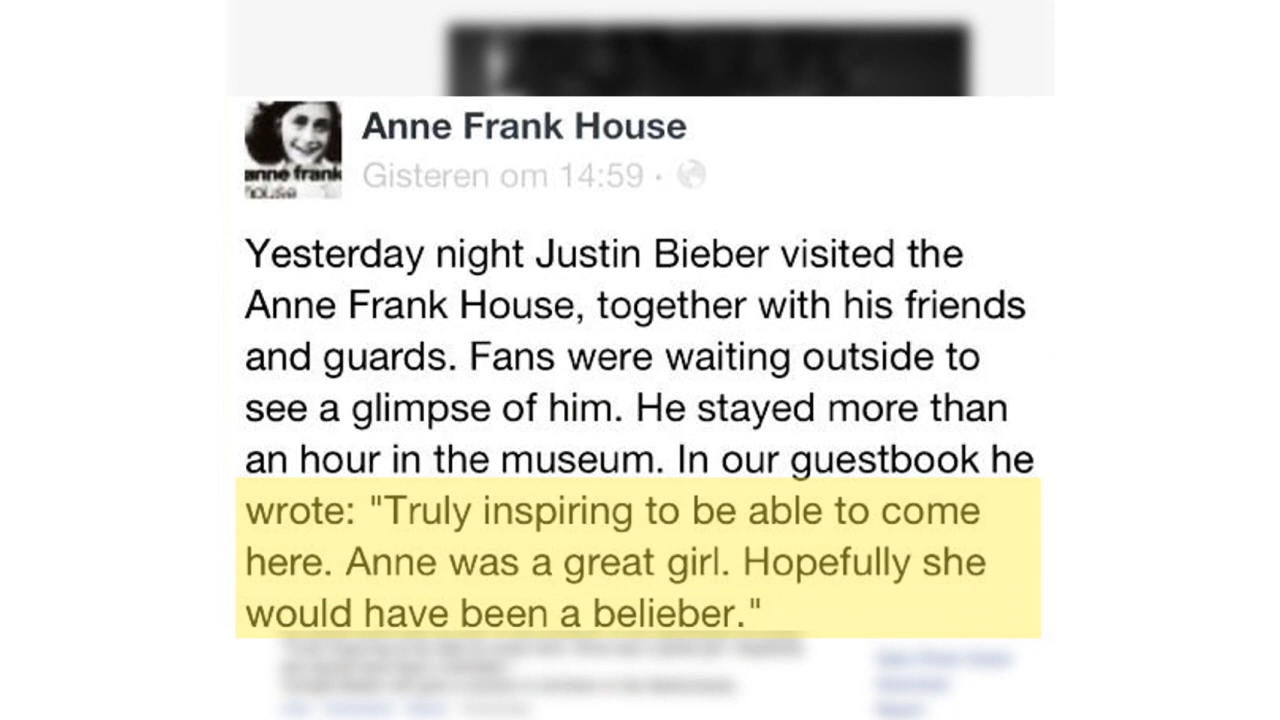 Anne Frank House
anne frank
house
Gisteren om 14:59 ·
Yesterday night Justin Bieber visited the
Anne Frank House, together with his friends
and guards. Fans were waiting outside to
see a glimpse of him. He stayed more than
an hour in the museum. In our guestbook he
wrote: "Truly inspiring to be able to come
here. Anne was a great girl. Hopefully she
would have been a belieber."